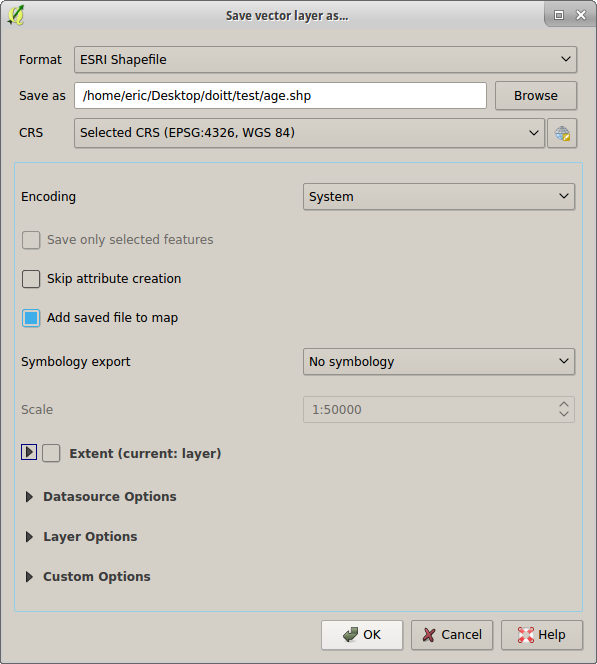 Save vector layer as...
Format ESRI Shapefile
Save as /home/eric/Desktop/doitt/test/age.shp Browse
CRS Selected CRS (EPSG:4326, WGS 84)
Encoding System
Save only selected features
Skip attribute creation
Add saved file to map
Symbology export No symbology
Scale 1:50000
Extent (current: layer)
Datasource Options
Layer Options
Custom Options
OK Cancel Help